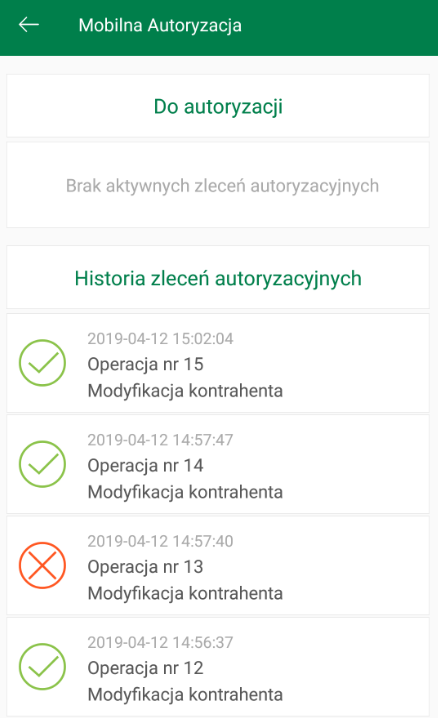 Mobilna Autoryzacja
Do autoryzacji
Brak aktywnych zleceń autoryzacyjnych
Historia zleceń autoryzacyjnych
2019-04-12 15:02:04
Operacja nr 15
Modyfikacja kontrahenta
2019-04-12 14:57:47
Operacja nr 14
Modyfikacja kontrahenta
2019-04-12 14:57:40
Operacja nr 13
Modyfikacja kontrahenta
2019-04-12 14:56:37
Operacja nr 12
Modyfikacja kontrahenta